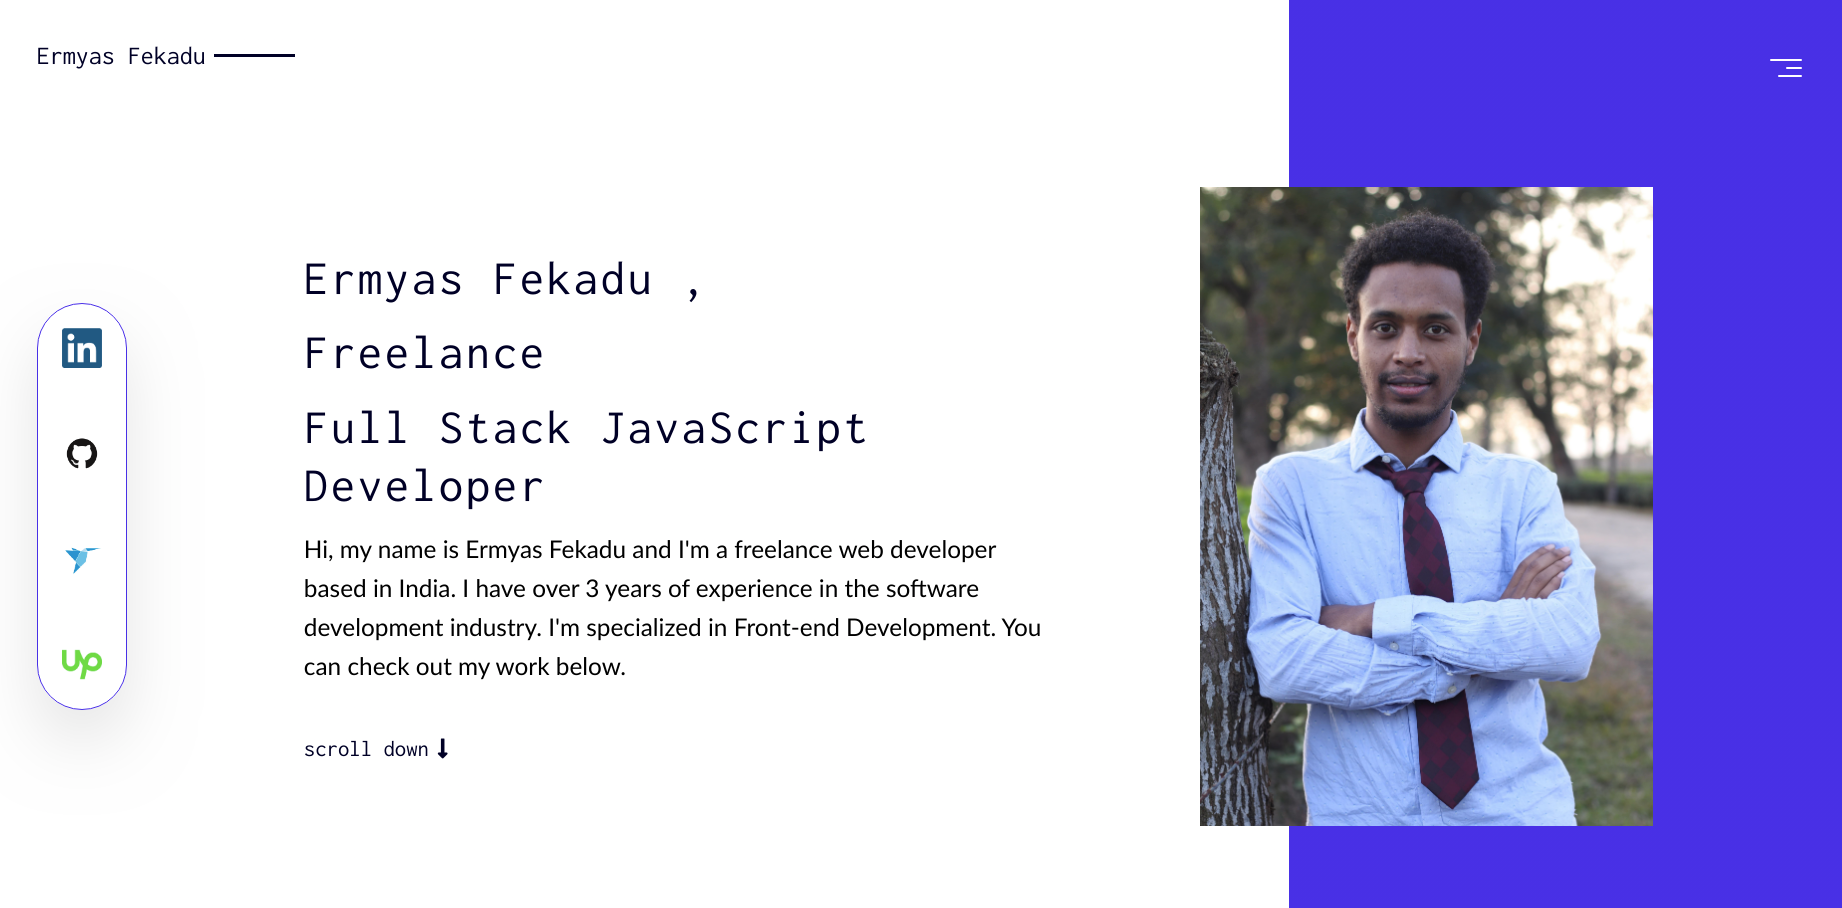 Ermyas Fekadu
Ermyas Fekadu ,
Freelance
Full Stack JavaScript
Developer
Hi, my name is Ermyas Fekadu and I'm a freelance web developer
based in India. I have over 3 years of experience in the software
development industry. I'm specialized in Front-end Development. You
can check out my work below.
in
up
scroll down